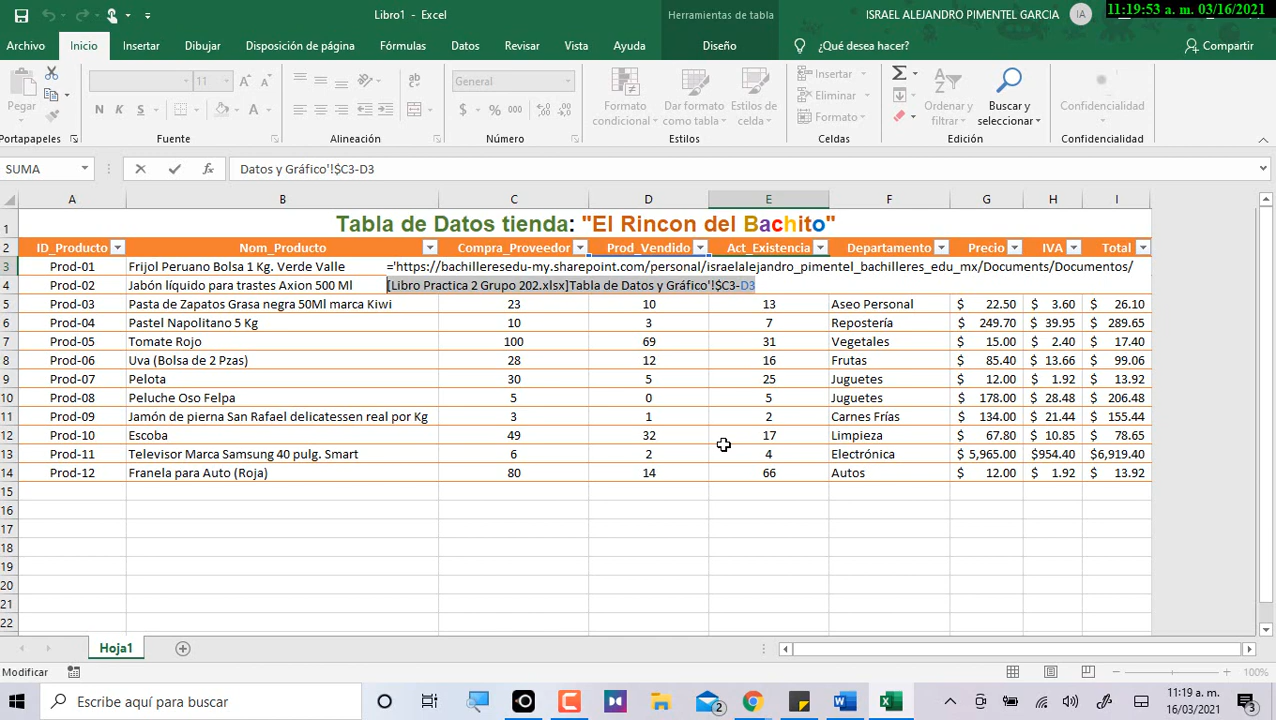 Libro1 - Excel
Herramientas de tabla
ISRAEL ALEJANDRO PIMENTEL GARCIA
IA
11:19:53 a. m. 03/16/2021
Archivo Inicio Insertar Dibujar Disposición de página Fórmulas Datos Revisar Vista Ayuda Diseño ¿Qué desea hacer? Compartir
Pegar
N K S
11
General
$ % 000
Formato condicional
Dar formato como tabla
Estilos de celda
Insertar
Eliminar
Formato
Ordenar y filtrar
Buscar y seleccionar
Confidencialidad
Portapapeles Fuente Alineación Número Estilos Celdas Edición Confidencialidad
SUMA fx Datos y Gráfico'!$C3-D3
A B C D E F G H I
1 Tabla de Datos tienda: "El Rincon del Bachito"
2 ID_Producto Nom_Producto Compra_Proveedor Prod_Vendido Act_Existencia Departamento Precio IVA Total
3 Prod-01 Frijol Peruano Bolsa 1 Kg. Verde Valle ='https://bachilleresedu-my.sharepoint.com/personal/israelalejandro_pimentel_bachilleres_edu_mx/Documents/Documentos/
4 Prod-02 Jabón líquido para trastes Axion 500 Ml [Libro Practica 2 Grupo 202.xlsx]Tabla de Datos y Gráfico'!$C3-D3
5 Prod-03 Pasta de Zapatos Grasa negra 50Ml marca Kiwi 23 10 13 Aseo Personal $ 22.50 $ 3.60 $ 26.10
6 Prod-04 Pastel Napolitano 5 Kg 10 3 7 Repostería $ 249.70 $ 39.95 $ 289.65
7 Prod-05 Tomate Rojo 100 69 31 Vegetales $ 15.00 $ 2.40 $ 17.40
8 Prod-06 Uva (Bolsa de 2 Pzas) 28 12 16 Frutas $ 85.40 $ 13.66 $ 99.06
9 Prod-07 Pelota 30 5 25 Juguetes $ 12.00 $ 1.92 $ 13.92
10 Prod-08 Peluche Oso Felpa 5 0 5 Juguetes $ 178.00 $ 28.48 $ 206.48
11 Prod-09 Jamón de pierna San Rafael delicatessen real por Kg 3 1 2 Carnes Frías $ 134.00 $ 21.44 $ 155.44
12 Prod-10 Escoba 49 32 17 Limpieza $ 67.80 $ 10.85 $ 78.65
13 Prod-11 Televisor Marca Samsung 40 pulg. Smart 6 2 4 Electrónica $ 5,965.00 $954.40 $6,919.40
14 Prod-12 Franela para Auto (Roja) 80 14 66 Autos $ 12.00 $ 1.92 $ 13.92
15
16
17
18
19
20
21
22
Hoja1
Modificar
100%
Escribe aquí para buscar
2
11:19 a. m.
16/03/2021
3